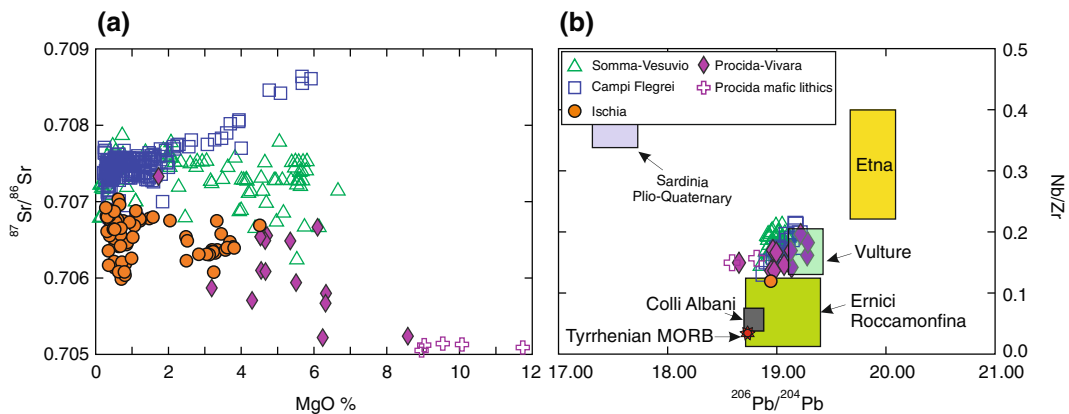 (a)
0.709
0.708
0.707
0.706
0.705
⁸⁷Sr/⁸⁶Sr
0 2 4 6 8 10 12
MgO %
(b)
Somma-Vesuvio
Campi Flegrei
Ischia
Procida-Vivara
Procida mafic lithics
Sardinia
Plio-Quaternary
Etna
Vulture
Colli Albani
Ernici
Roccamonfina
Tyrrhenian MORB
0.5
0.4
0.3
0.2
0.1
0.0
Nb/Zr
17.00 18.00 19.00 20.00 21.00
²⁰⁶Pb/²⁰⁴Pb